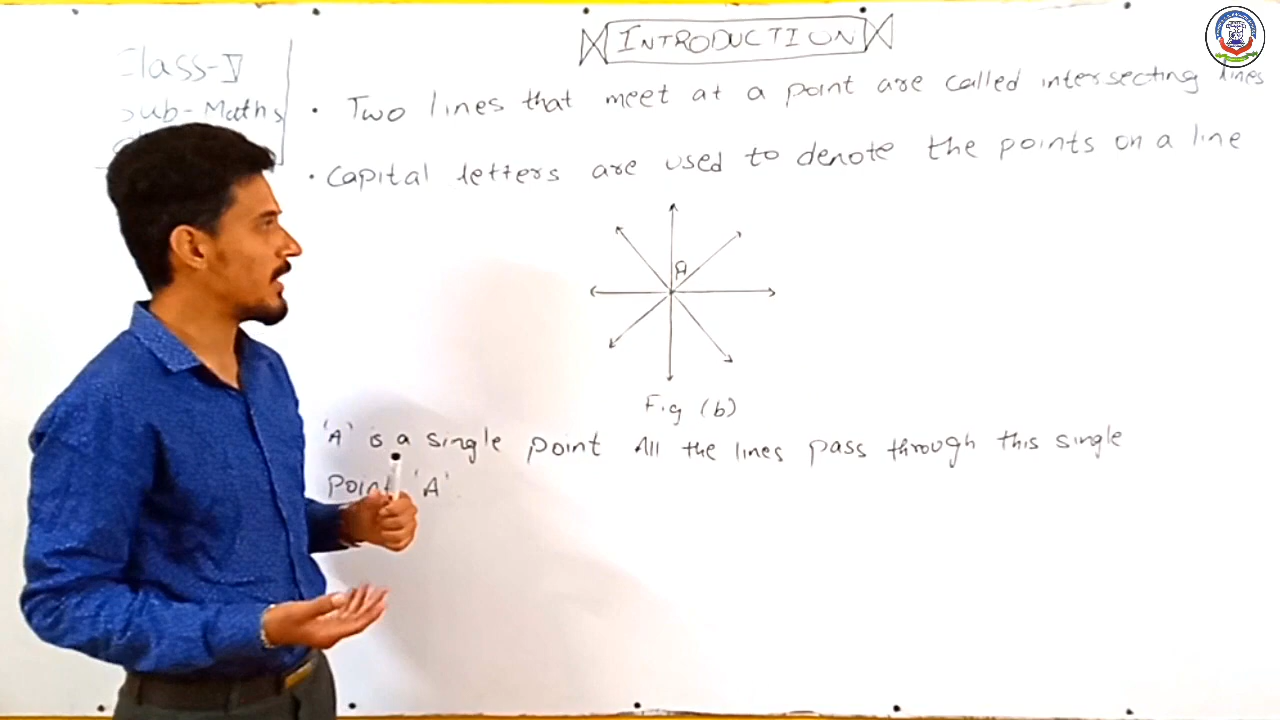 INTRODUCTION
Class-V
Sub-Maths
• Two lines that meet at a point are called intersecting lines
• Capital letters are used to denote the points on a line
A
Fig (b)
'A' is a single point All the lines pass through this single
Point 'A'.